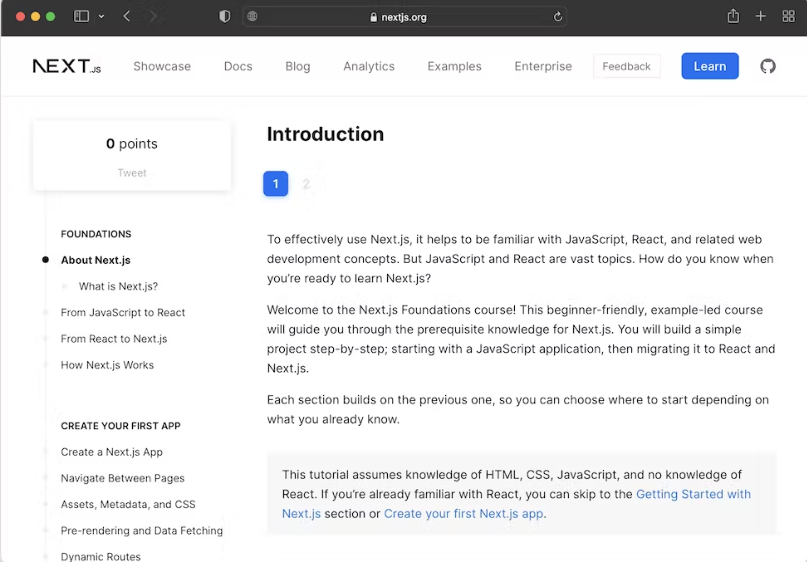 nextjs.org
NEXT.JS
Showcase
Docs
Blog
Analytics
Examples
Enterprise
Feedback
Learn
0 points
Tweet
FOUNDATIONS
About Next.js
What is Next.js?
From JavaScript to React
From React to Next.js
How Next.js Works
CREATE YOUR FIRST APP
Create a Next.js App
Navigate Between Pages
Assets, Metadata, and CSS
Pre-rendering and Data Fetching
Dynamic Routes
Introduction
1
2
To effectively use Next.js, it helps to be familiar with JavaScript, React, and related web
development concepts. But JavaScript and React are vast topics. How do you know when
you’re ready to learn Next.js?
Welcome to the Next.js Foundations course! This beginner-friendly, example-led course
will guide you through the prerequisite knowledge for Next.js. You will build a simple
project step-by-step; starting with a JavaScript application, then migrating it to React and
Next.js.
Each section builds on the previous one, so you can choose where to start depending on
what you already know.
This tutorial assumes knowledge of HTML, CSS, JavaScript, and no knowledge of
React. If you’re already familiar with React, you can skip to the Getting Started with
Next.js section or Create your first Next.js app.